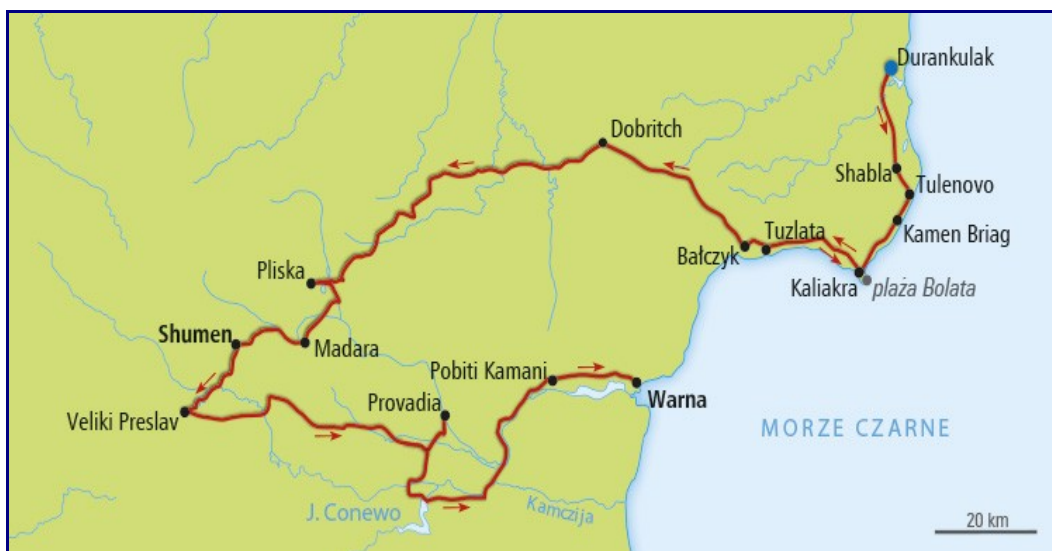 Durankulak
Dobritch
Shabla
Tulenovo
Kamen Briag
Tuzlata
Bałczyk
Pliska
Kaliakra
plaża Bolata
Shumen
Madara
Pobiti Kamani
Provadia
Warna
Veliki Preslav
MORZE CZARNE
J. Conewo
Kamczija
20 km